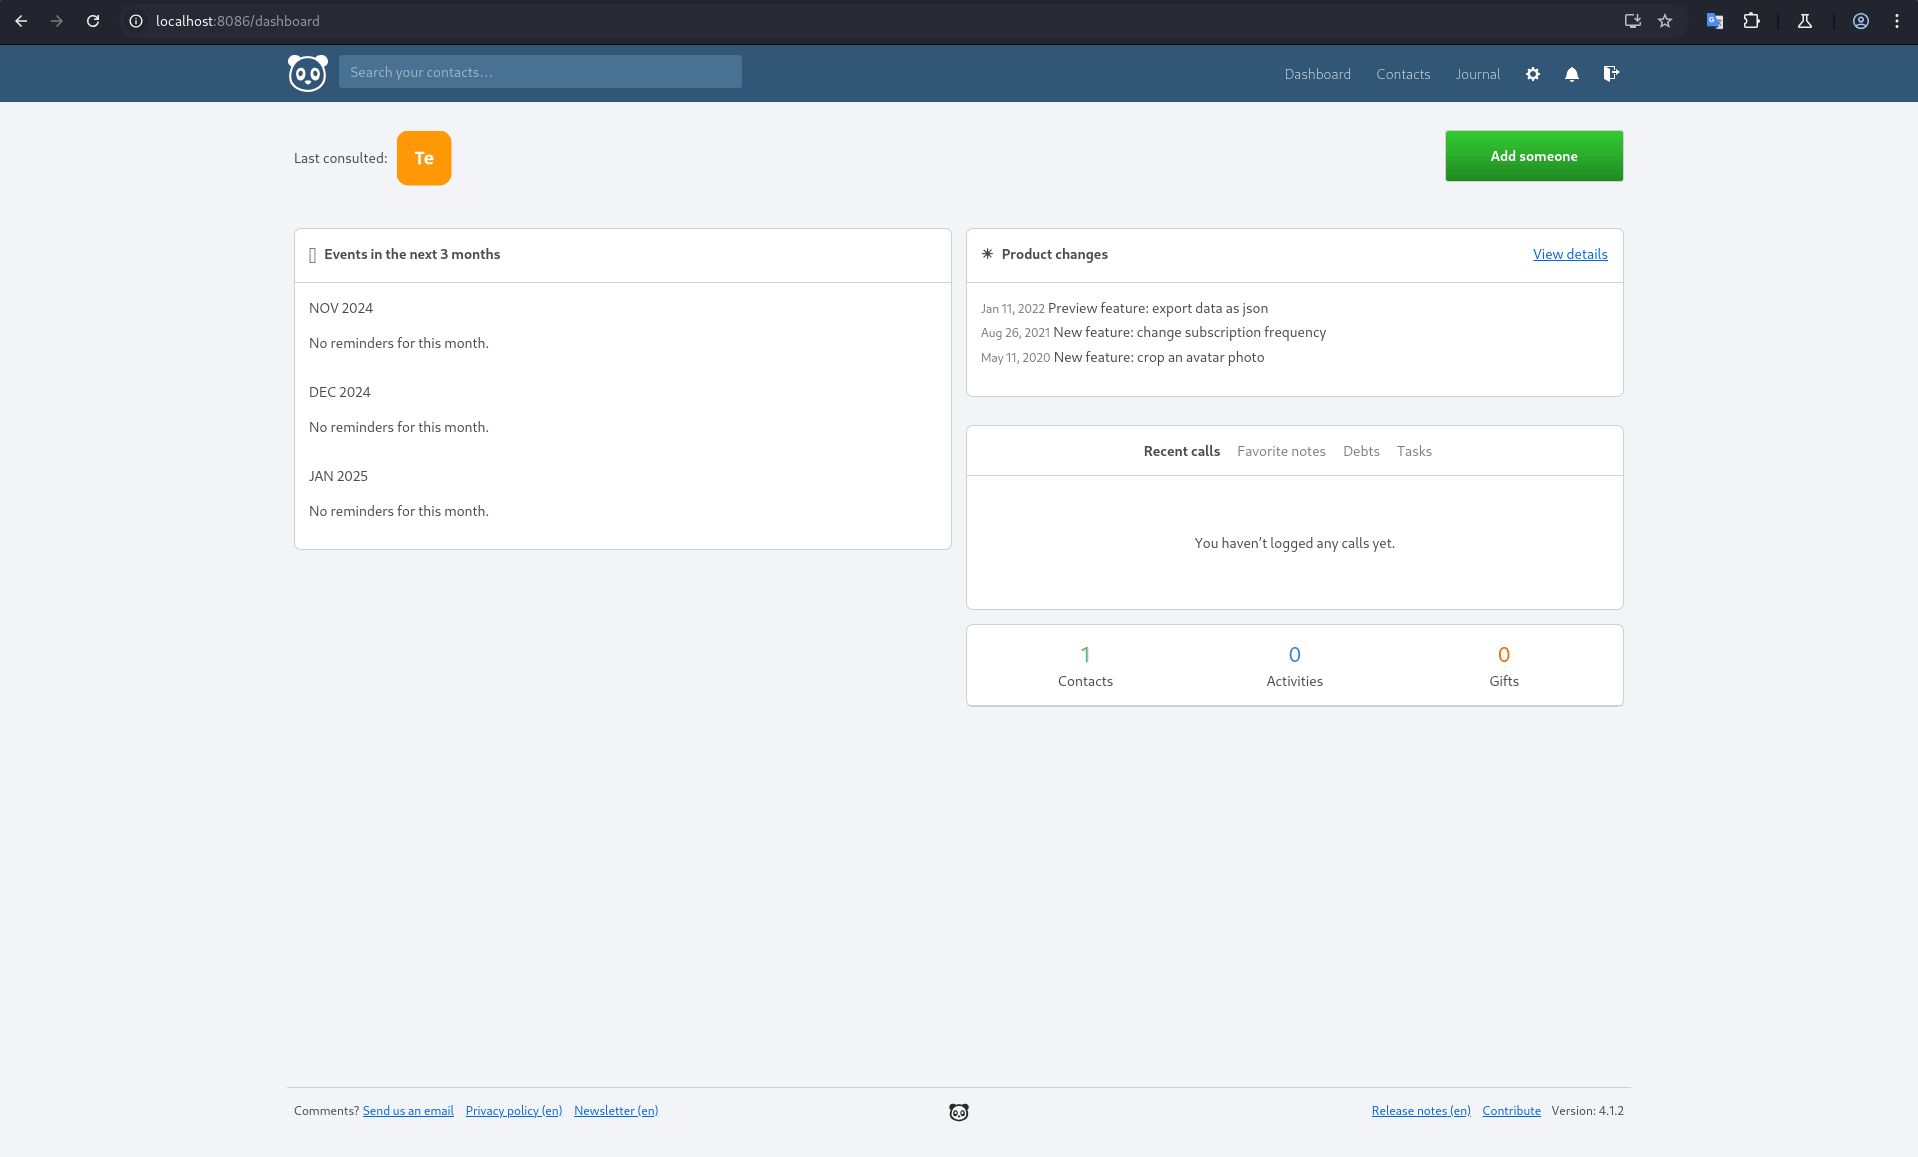 localhost:8086/dashboard
Search your contacts...
Dashboard Contacts Journal
Last consulted: Te
Add someone
Events in the next 3 months
NOV 2024
No reminders for this month.
DEC 2024
No reminders for this month.
JAN 2025
No reminders for this month.
Product changes View details
Jan 11, 2022 Preview feature: export data as json
Aug 26, 2021 New feature: change subscription frequency
May 11, 2020 New feature: crop an avatar photo
Recent calls Favorite notes Debts Tasks
You haven’t logged any calls yet.
1 0 0
Contacts Activities Gifts
Comments? Send us an email Privacy policy (en) Newsletter (en)
Release notes (en) Contribute Version: 4.1.2